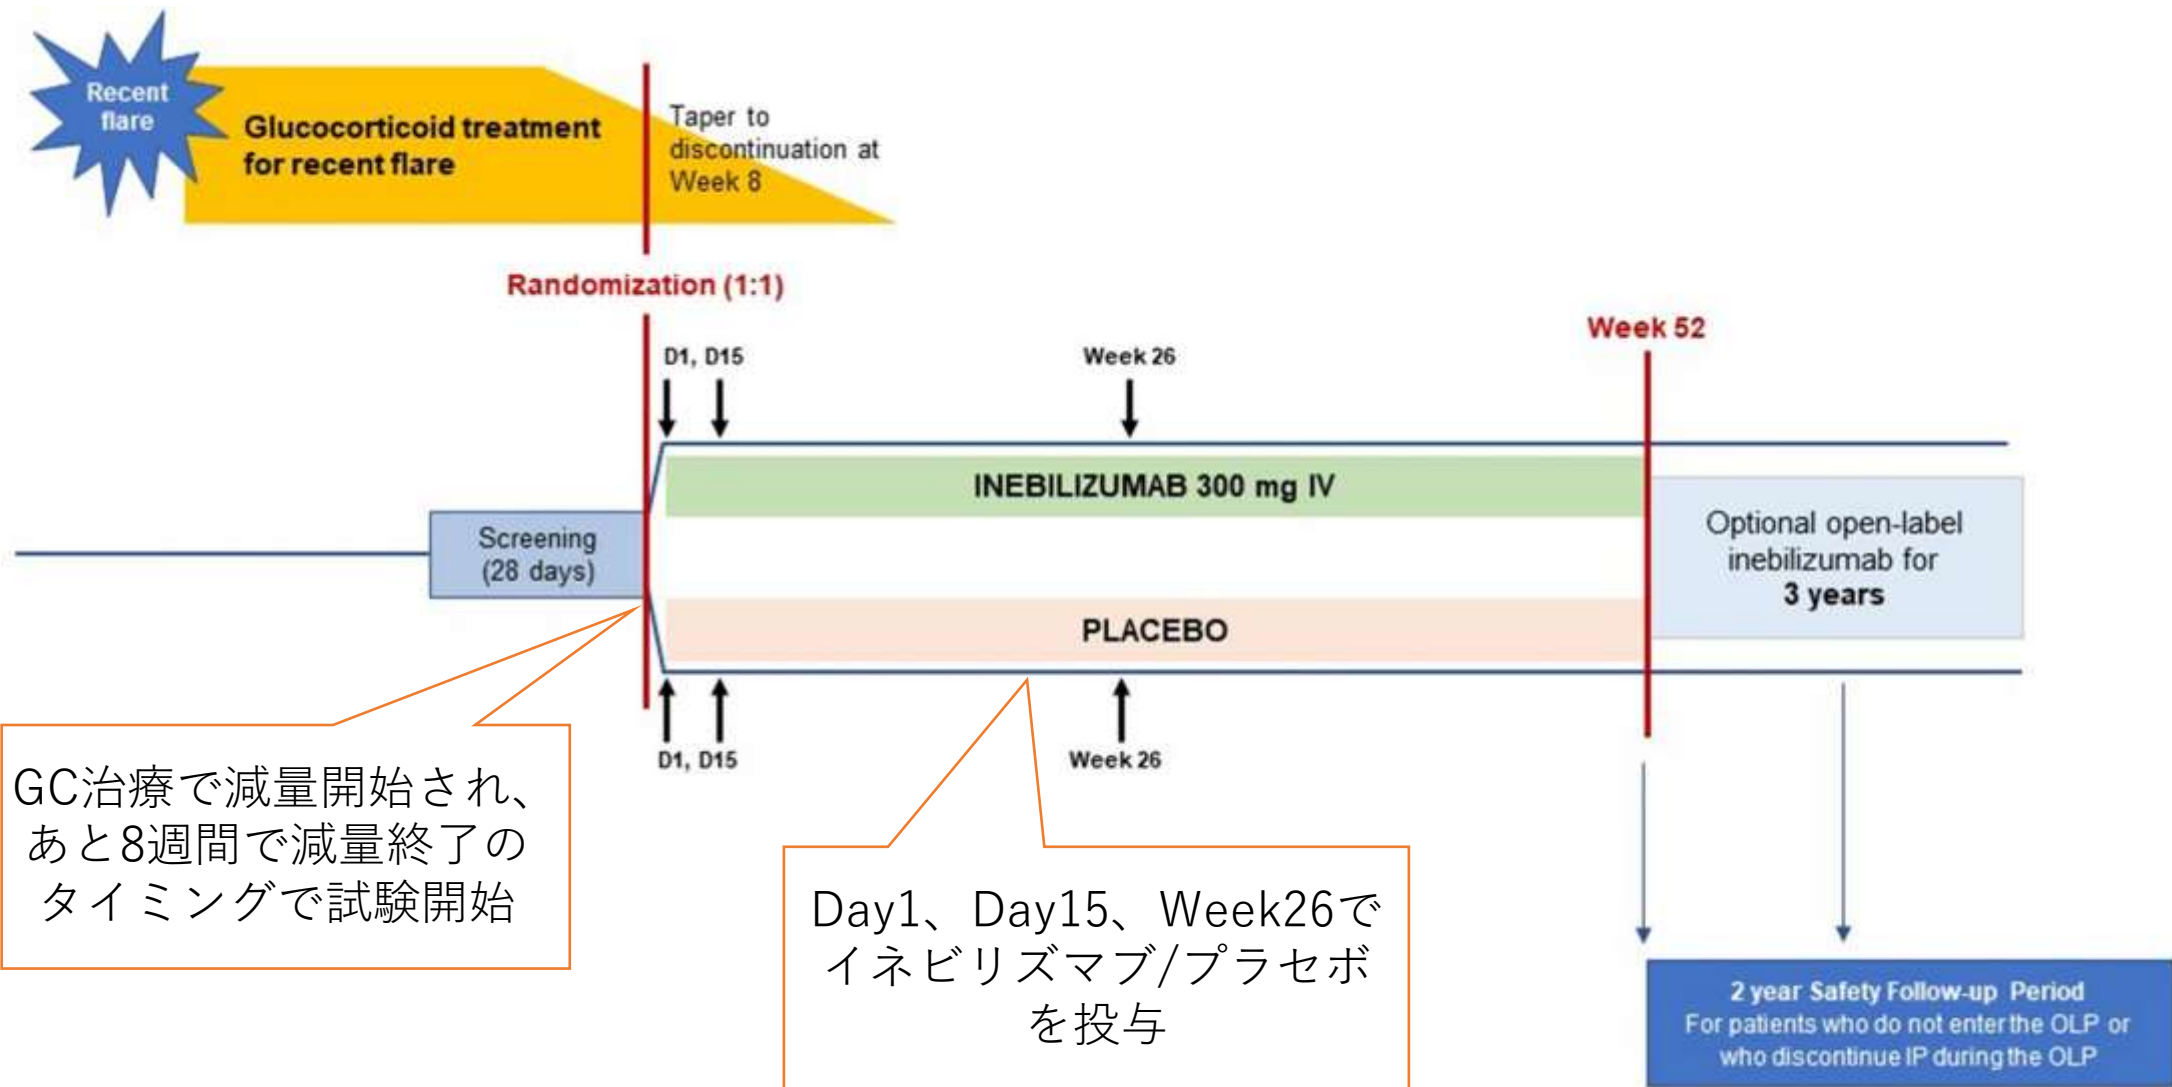 Recent
flare
Glucocorticoid treatment
for recent flare
Taper to
discontinuation at
Week 8
Randomization (1:1)
Week 52
D1, D15
Week 26
INEBILIZUMAB 300 mg IV
Screening
(28 days)
Optional open-label
inebilizumab for
3 years
PLACEBO
D1, D15
Week 26
GC治療で減量開始され、
あと8週間で減量終了の
タイミングで試験開始
Day1、Day15、Week26で
イネビリズマブ/プラセボ
を投与
2 year Safety Follow-up Period
For patients who do not enter the OLP or
who discontinue IP during the OLP